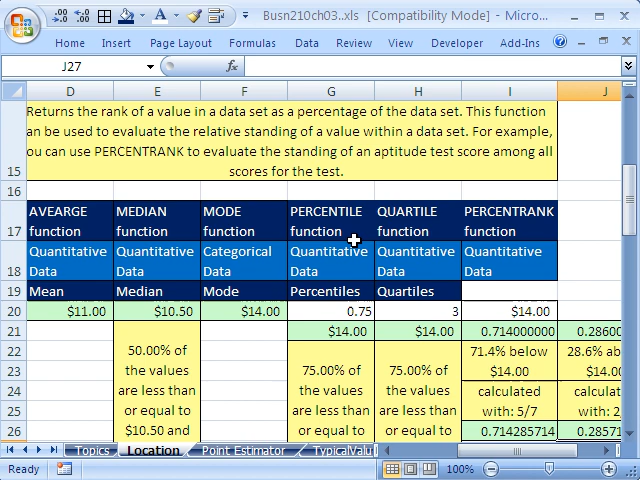 Busn210ch03..xls [Compatibility Mode] - Micro...
Home Insert Page Layout Formulas Data Review Developer Add-Ins
J27 fx
D E F G H I J
Returns the rank of a value in a data set as a percentage of the data set. This function
an be used to evaluate the relative standing of a value within a data set. For example,
ou can use PERCENTRANK to evaluate the standing of an aptitude test score among all
15 scores for the test.
16
AVEARGE MEDIAN MODE PERCENTILE QUARTILE PERCENTRANK
17 function function function function function function
Quantitative Quantitative Categorical Quantitative Quantitative Quantitative
18 Data Data Data Data Data Data
19 Mean Median Mode Percentiles Quartiles
20 $11.00 $10.50 $14.00 0.75 3 $14.00
21 $14.00 $14.00 0.714000000 0.28600
22 50.00% of 71.4% below 28.6% ab
23 the values 75.00% of 75.00% of $14.00 $14.00
24 are less than the values the values calculated calculat
25 or equal to are less than are less than with: 5/7 with: 2
26 $10.50 and or equal to or equal to 0.714285714 0.28571
Topics Location Point Estimator TypicalValu
Ready 100%